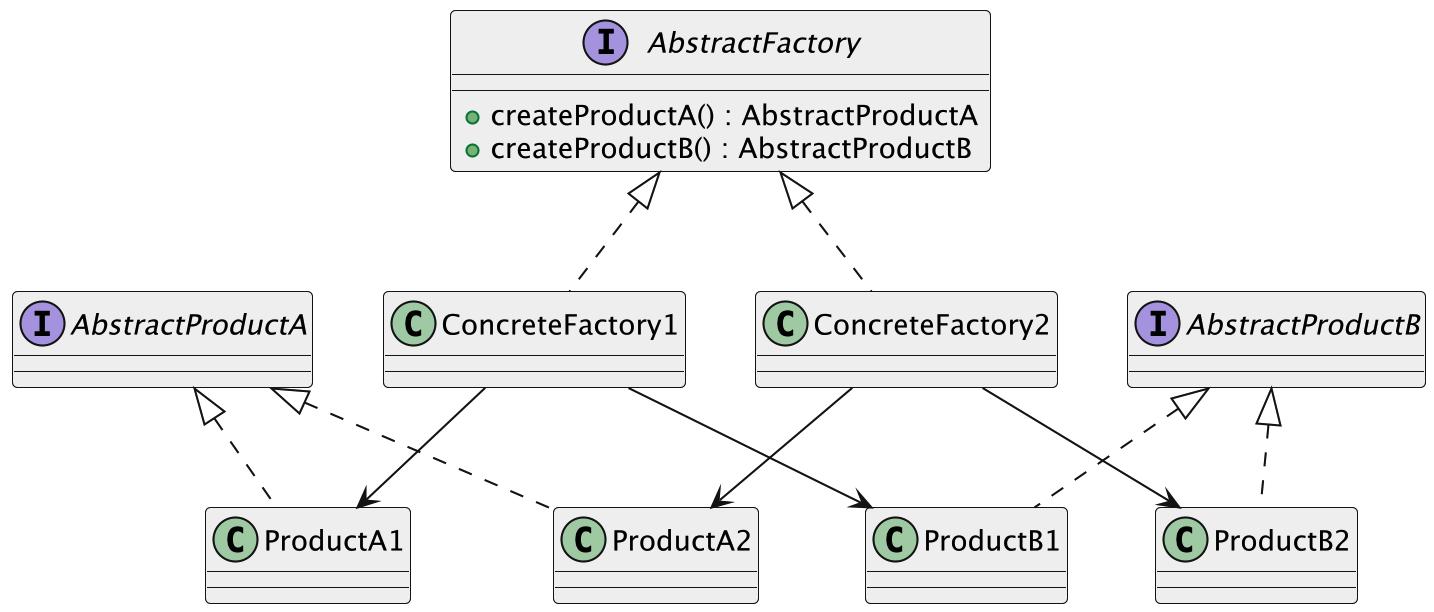 I AbstractFactory
createProductA() : AbstractProductA
createProductB() : AbstractProductB
I AbstractProductA
C ConcreteFactory1
C ConcreteFactory2
I AbstractProductB
C ProductA1
C ProductA2
C ProductB1
C ProductB2